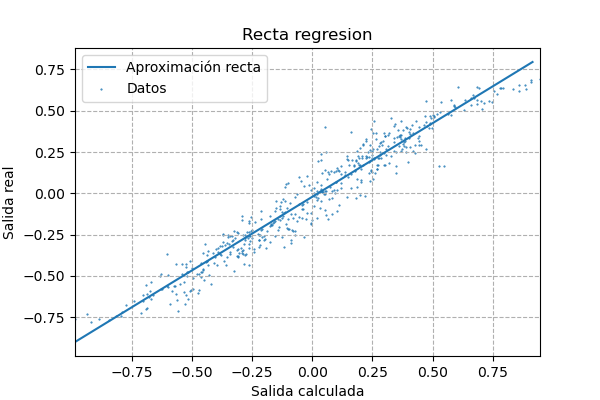 Recta regresion
Aproximación recta
Datos
Salida real
0.75
0.50
0.25
0.00
−0.25
−0.50
−0.75
−0.75 −0.50 −0.25 0.00 0.25 0.50 0.75
Salida calculada